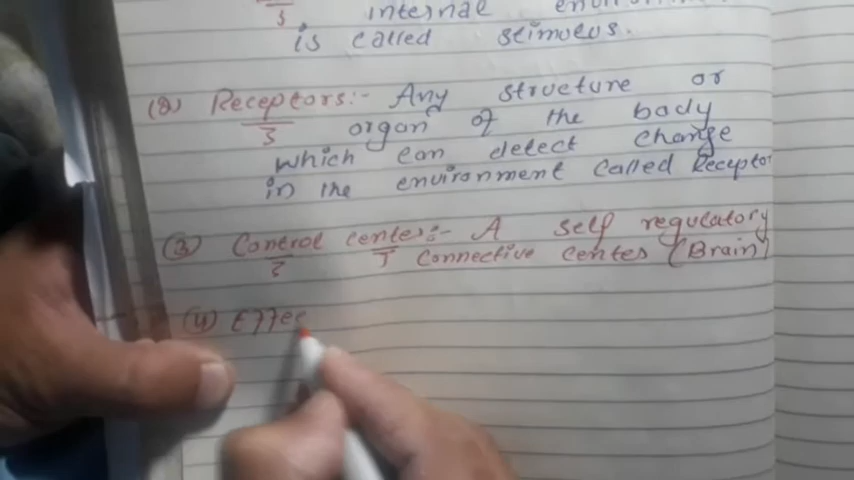 internal
is called stimulus.
(2) Receptors:- Any structure or
organ of the body
which can detect change
in the environment called Receptor
(3) Control center:- A self regulatory
Connective center (Brain)
(4) Effec